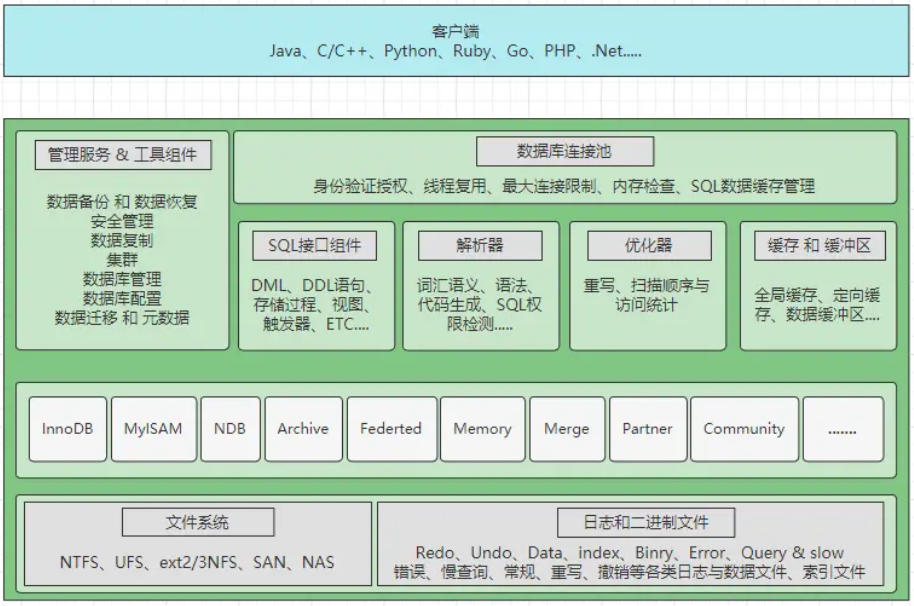 客户端
Java、C/C++、Python、Ruby、Go、PHP、.Net.....
管理服务 & 工具组件
数据备份 和 数据恢复
安全管理
数据复制
集群
数据库管理
数据库配置
数据迁移 和 元数据
数据库连接池
身份验证授权、线程复用、最大连接限制、内存检查、SQL数据缓存管理
SQL接口组件
DML、DDL语句、
存储过程、视图、
触发器、ETC....
解析器
词汇语义、语法、
代码生成、SQL权
限检测.....
优化器
重写、扫描顺序与
访问统计
缓存 和 缓冲区
全局缓存、定向缓
存、数据缓冲区....
InnoDB
MyISAM
NDB
Archive
Federted
Memory
Merge
Partner
Community
.......
文件系统
NTFS、UFS、ext2/3NFS、SAN、NAS
日志和二进制文件
Redo、Undo、Data、index、Binry、Error、Query & slow
错误、慢查询、常规、重写、撤销等各类日志与数据文件、索引文件